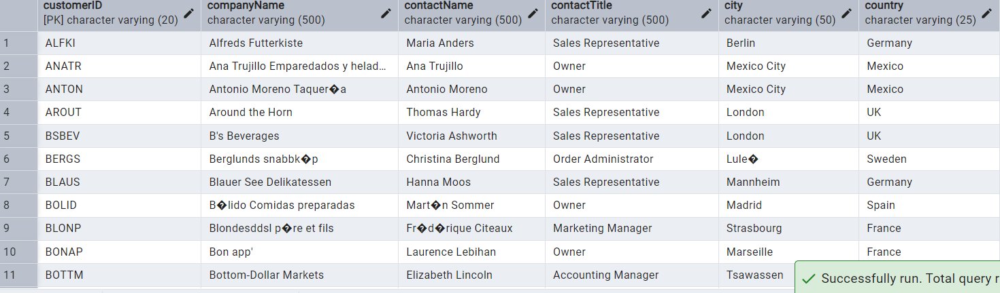 customerID companyName contactName contactTitle city country
[PK] character varying (20) character varying (500) character varying (500) character varying (500) character varying (50) character varying (25)
1 ALFKI Alfreds Futterkiste Maria Anders Sales Representative Berlin Germany
2 ANATR Ana Trujillo Emparedados y helad... Ana Trujillo Owner Mexico City Mexico
3 ANTON Antonio Moreno Taquer�a Antonio Moreno Owner Mexico City Mexico
4 AROUT Around the Horn Thomas Hardy Sales Representative London UK
5 BSBEV B's Beverages Victoria Ashworth Sales Representative London UK
6 BERGS Berglunds snabbk�p Christina Berglund Order Administrator Lule� Sweden
7 BLAUS Blauer See Delikatessen Hanna Moos Sales Representative Mannheim Germany
8 BOLID B�lido Comidas preparadas Mart�n Sommer Owner Madrid Spain
9 BLONP Blondesddsl p�re et fils Fr�d�rique Citeaux Marketing Manager Strasbourg France
10 BONAP Bon app' Laurence Lebihan Owner Marseille France
11 BOTTM Bottom-Dollar Markets Elizabeth Lincoln Accounting Manager Tsawassen
Successfully run. Total query r